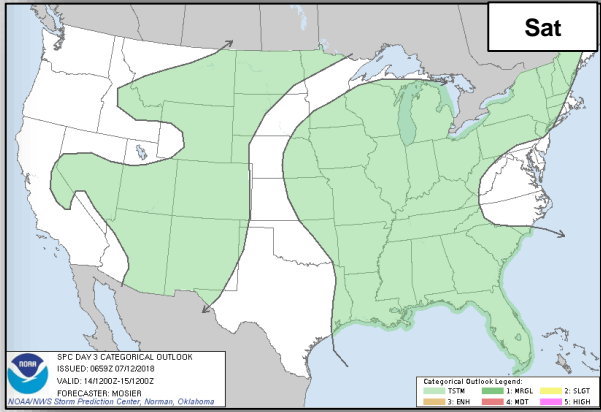 Sat
SPC DAY 3 CATEGORICAL OUTLOOK
ISSUED: 0659Z 07/12/2018
VALID: 14/1200Z-15/1200Z
FORECASTER: MOSIER
NOAA/NWS Storm Prediction Center, Norman, Oklahoma
NOAA
Categorical Outlook Legend:
TSTM 1: MRGL 2: SLGT
3: ENH 4: MDT 5: HIGH